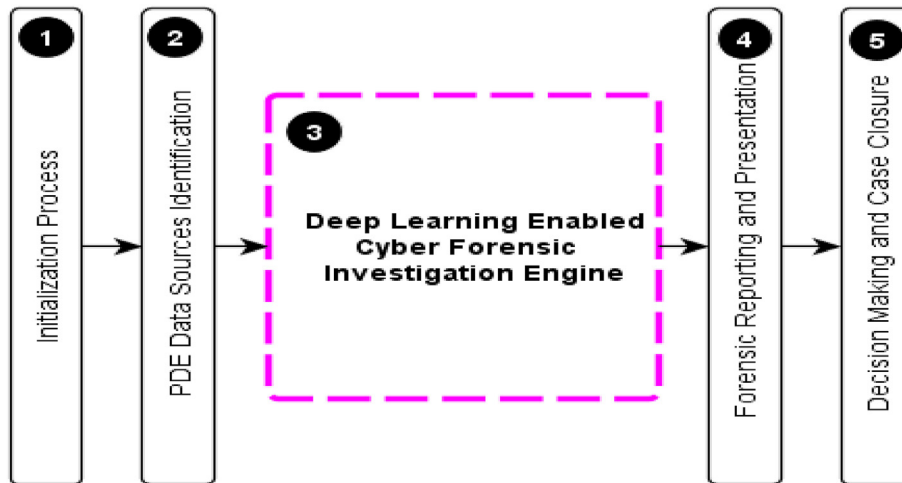 1
Initialization Process
2
PDE Data Sources Identification
3
Deep Learning Enabled
Cyber Forensic
Investigation Engine
4
Forensic Reporting and Presentation
5
Decision Making and Case Closure